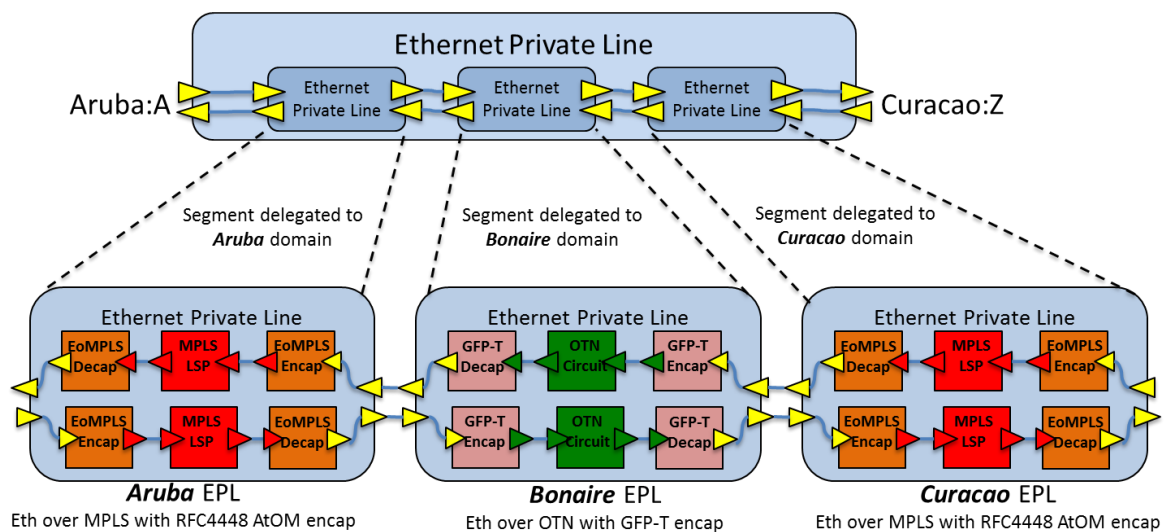 Ethernet Private Line
Aruba:A
Ethernet
Private Line
Ethernet
Private Line
Ethernet
Private Line
Curacao:Z
Segment delegated to
Aruba domain
Segment delegated to
Bonaire domain
Segment delegated to
Curacao domain
Ethernet Private Line
EoMPLS
Decap
MPLS
LSP
EoMPLS
Encap
EoMPLS
Encap
MPLS
LSP
EoMPLS
Decap
Aruba EPL
Eth over MPLS with RFC4448 AtOM encap
Ethernet Private Line
GFP-T
Decap
OTN
Circuit
GFP-T
Encap
GFP-T
Encap
OTN
Circuit
GFP-T
Decap
Bonaire EPL
Eth over OTN with GFP-T encap
Ethernet Private Line
EoMPLS
Decap
MPLS
LSP
EoMPLS
Encap
EoMPLS
Encap
MPLS
LSP
EoMPLS
Decap
Curacao EPL
Eth over MPLS with RFC4448 AtOM encap